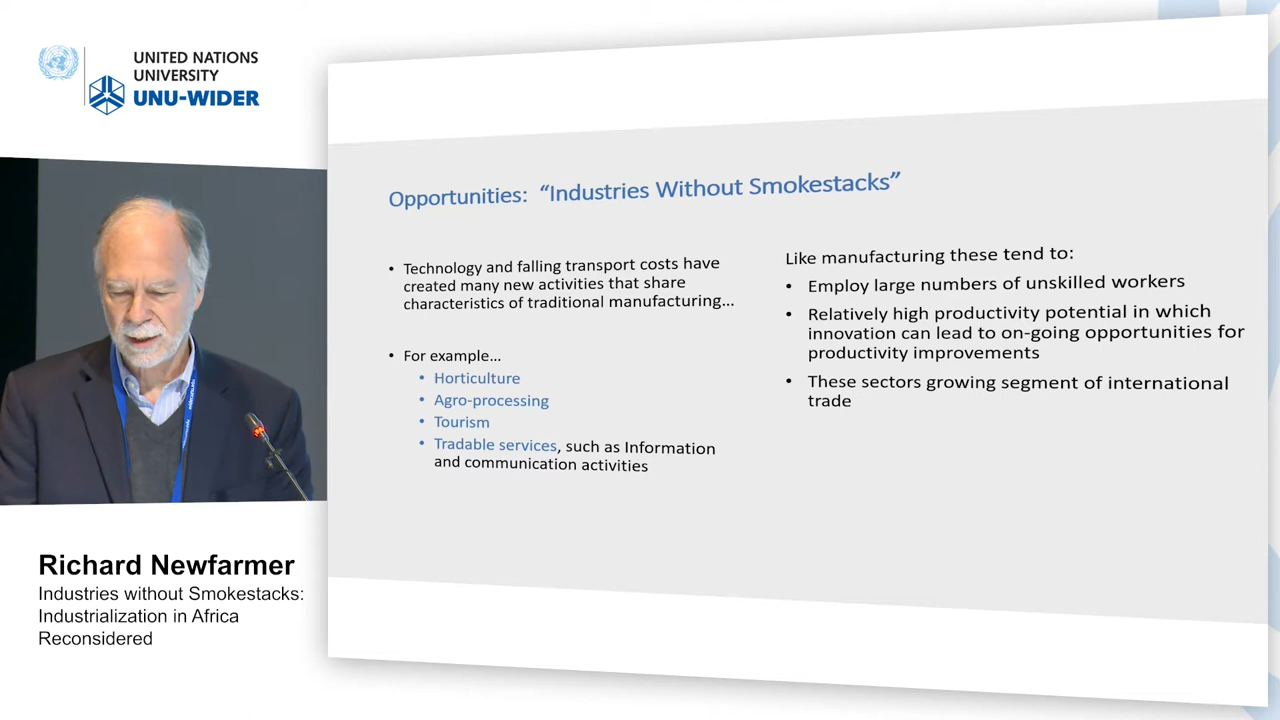 UNITED NATIONS
UNIVERSITY
UNU-WIDER
Opportunities: “Industries Without Smokestacks”
• Technology and falling transport costs have
created many new activities that share
characteristics of traditional manufacturing...
• For example...
• Horticulture
• Agro-processing
• Tourism
• Tradable services, such as Information
and communication activities
Like manufacturing these tend to:
• Employ large numbers of unskilled workers
• Relatively high productivity potential in which
innovation can lead to on-going opportunities for
productivity improvements
• These sectors growing segment of international
trade
Richard Newfarmer
Industries without Smokestacks:
Industrialization in Africa
Reconsidered